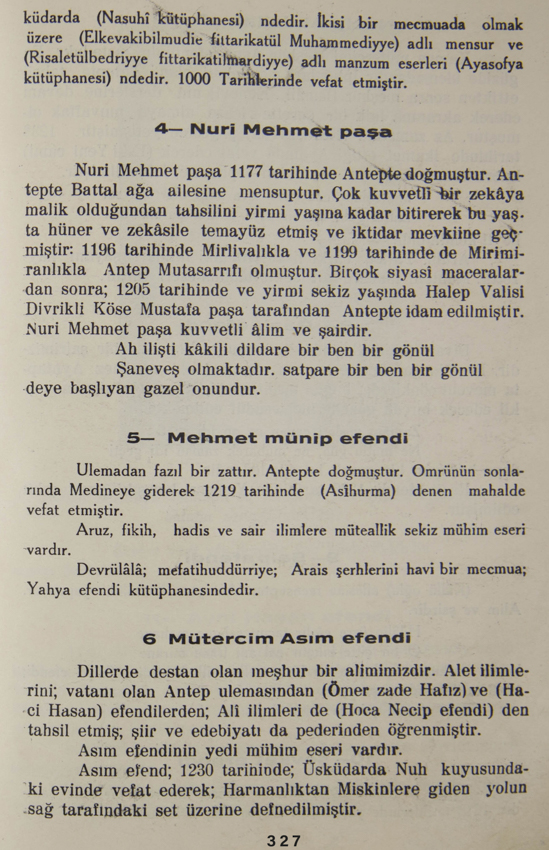 küdarda (Nasuhî kütüphanesi) ndedir. İkisi bir mecmuada olmak
üzere (Elkevakibilmudie fittarikatül Muhammediyye) adlı mensur ve
(Risaletülbedriyye fittarikatilmardiyye) adlı manzum eserleri (Ayasofya
kütüphanesi) ndedir. 1000 Tarihlerinde vefat etmiştir.
4— Nuri Mehmet paşa
Nuri Mehmet paşa 1177 tarihinde Antepte doğmuştur. An-
tepte Battal ağa ailesine mensuptur. Çok kuvvetli bir zekâya
malik olduğundan tahsilini yirmi yaşına kadar bitirerek bu yaş-
ta hüner ve zekâsile temayüz etmiş ve iktidar mevkiine geç-
miştir: 1196 tarihinde Mirlivalıkla ve 1199 tarihinde de Mirimi-
ranlıkla Antep Mutasarrıfı olmuştur. Birçok siyasi maceralar-
dan sonra; 1205 tarihinde ve yirmi sekiz yaşında Halep Valisi
Divrikli Köse Mustafa paşa tarafından Antepte idam edilmiştir.
Nuri Mehmet paşa kuvvetli âlim ve şairdir.
Ah ilişti kâkili dildare bir ben bir gönül
Şaneveş olmaktadır. satpare bir ben bir gönül
deye başlıyan gazel onundur.
5— Mehmet münip efendi
Ulemadan fazıl bir zattır. Antepte doğmuştur. Omrünün sonla-
rında Medineye giderek 1219 tarihinde (Asîhurma) denen mahalde
vefat etmiştir.
Aruz, fikih, hadis ve sair ilimlere müteallik sekiz mühim eseri
vardır.
Devrülâlâ; mefatihuddürriye; Arais şerhlerini havi bir mecmua;
Yahya efendi kütüphanesindedir.
6 Mütercim Asım efendi
Dillerde destan olan meşhur bir alimimizdir. Alet ilimle-
rini; vatanı olan Antep ulemasından (Ömer zade Hafız) ve (Ha-
ci Hasan) efendilerden; Ali ilimleri de (Hoca Necip efendi) den
tahsil etmiş; şiir ve edebiyatı da pederinden öğrenmiştir.
Asım efendinin yedi mühim eseri vardır.
Asım efend; 1230 tarihinde; Üsküdarda Nuh kuyusunda-
ki evinde vefat ederek; Harmanlıktan Miskinlere giden yolun
sağ tarafındaki set üzerine defnedilmiştir.
327